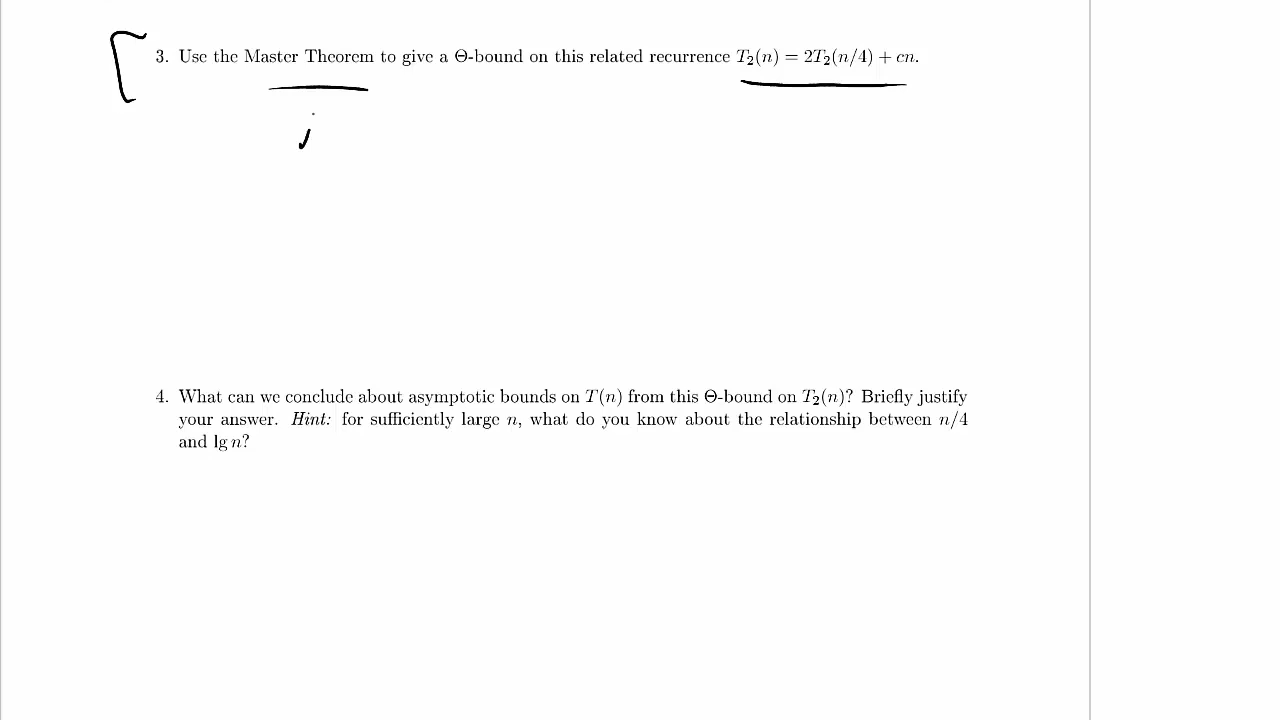 3. Use the Master Theorem to give a Θ-bound on this related recurrence T₂(n) = 2T₂(n/4) + cn.
4. What can we conclude about asymptotic bounds on T(n) from this Θ-bound on T₂(n)? Briefly justify
your answer. Hint: for sufficiently large n, what do you know about the relationship between n/4
and lg n?